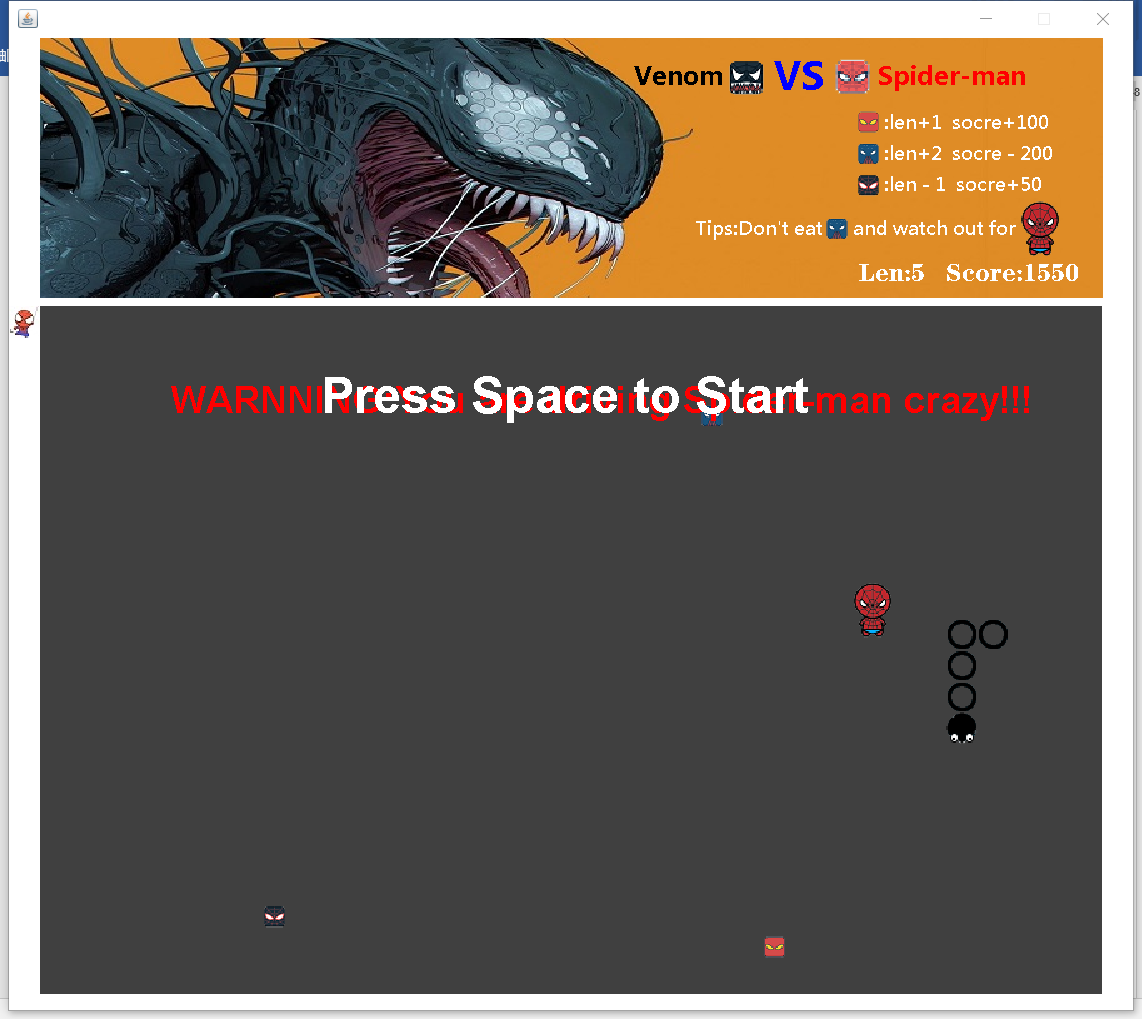 Venom VS Spider-man
:len+1 socre+100
:len+2 socre - 200
:len - 1 socre+50
Tips:Don't eat and watch out for
Len:5 Score:1550
Press Space to Start
crazy!!!